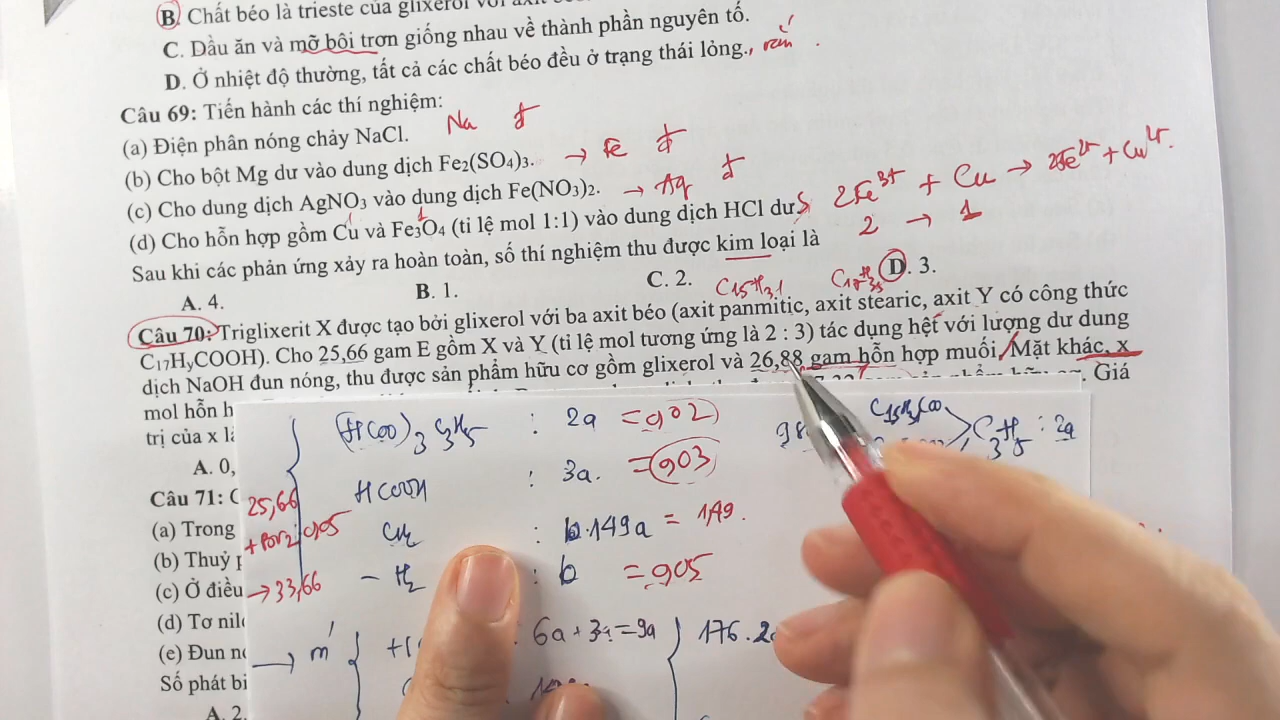 B. Chất béo là trieste của glixerol với axit
C. Dầu ăn và mỡ bôi trơn giống nhau về thành phần nguyên tố.
D. Ở nhiệt độ thường, tất cả các chất béo đều ở trạng thái lỏng. rắn
Câu 69: Tiến hành các thí nghiệm:
(a) Điện phân nóng chảy NaCl. Na
(b) Cho bột Mg dư vào dung dịch Fe2(SO4)3. → Fe
(c) Cho dung dịch AgNO3 vào dung dịch Fe(NO3)2. → Ag
(d) Cho hỗn hợp gồm Cu và Fe3O4 (tỉ lệ mol 1:1) vào dung dịch HCl dư.
1 1
2Fe3+ + Cu → 2Fe2+ + Cu2+.
2 → 1
Sau khi các phản ứng xảy ra hoàn toàn, số thí nghiệm thu được kim loại là
A. 4. B. 1. C. 2. D. 3.
C15H31 C17H35
Câu 70: Triglixerit X được tạo bởi glixerol với ba axit béo (axit panmitic, axit stearic, axit Y có công thức
C17HyCOOH). Cho 25,66 gam E gồm X và Y (tỉ lệ mol tương ứng là 2 : 3) tác dụng hết với lượng dư dung
dịch NaOH đun nóng, thu được sản phẩm hữu cơ gồm glixerol và 26,88 gam hỗn hợp muối. Mặt khác, x
mol hỗn h Giá
trị của x là
A. 0,
Câu 71: C
(a) Trong
(b) Thuỷ p
(c) Ở điều
(d) Tơ nilo
(e) Đun nó
Số phát bi
A. 2
(HCOO)3C3H5 : 2a = 0,02
HCOOH : 3a. = 0,03
CH2 : b.149a = 1,49.
- H2 : b = 0,05
25,66
0,05
→ 33,66
→ m
6a + 3a = 9a
176.2a
C15H31COO
C3H5 : 2a